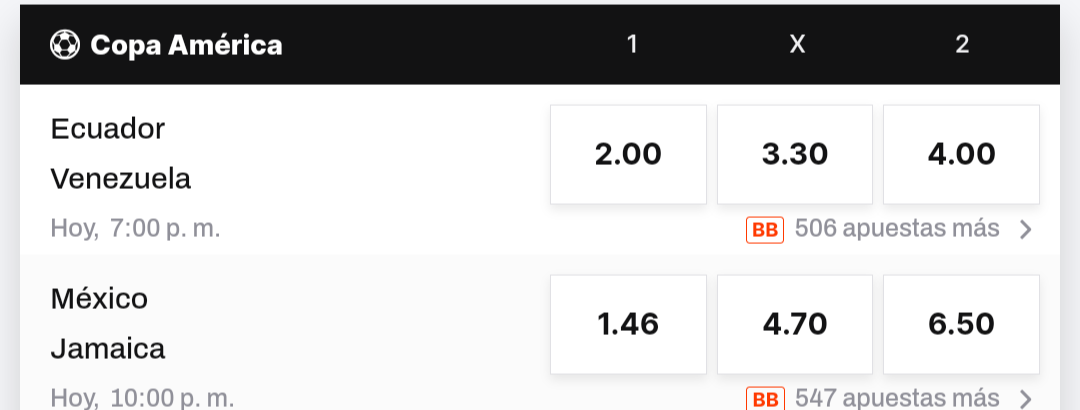 Copa América 1 X 2
Ecuador
Venezuela
2.00 3.30 4.00
Hoy, 7:00 p. m. BB 506 apuestas más
México
Jamaica
1.46 4.70 6.50
Hoy, 10:00 p. m. BB 547 apuestas más